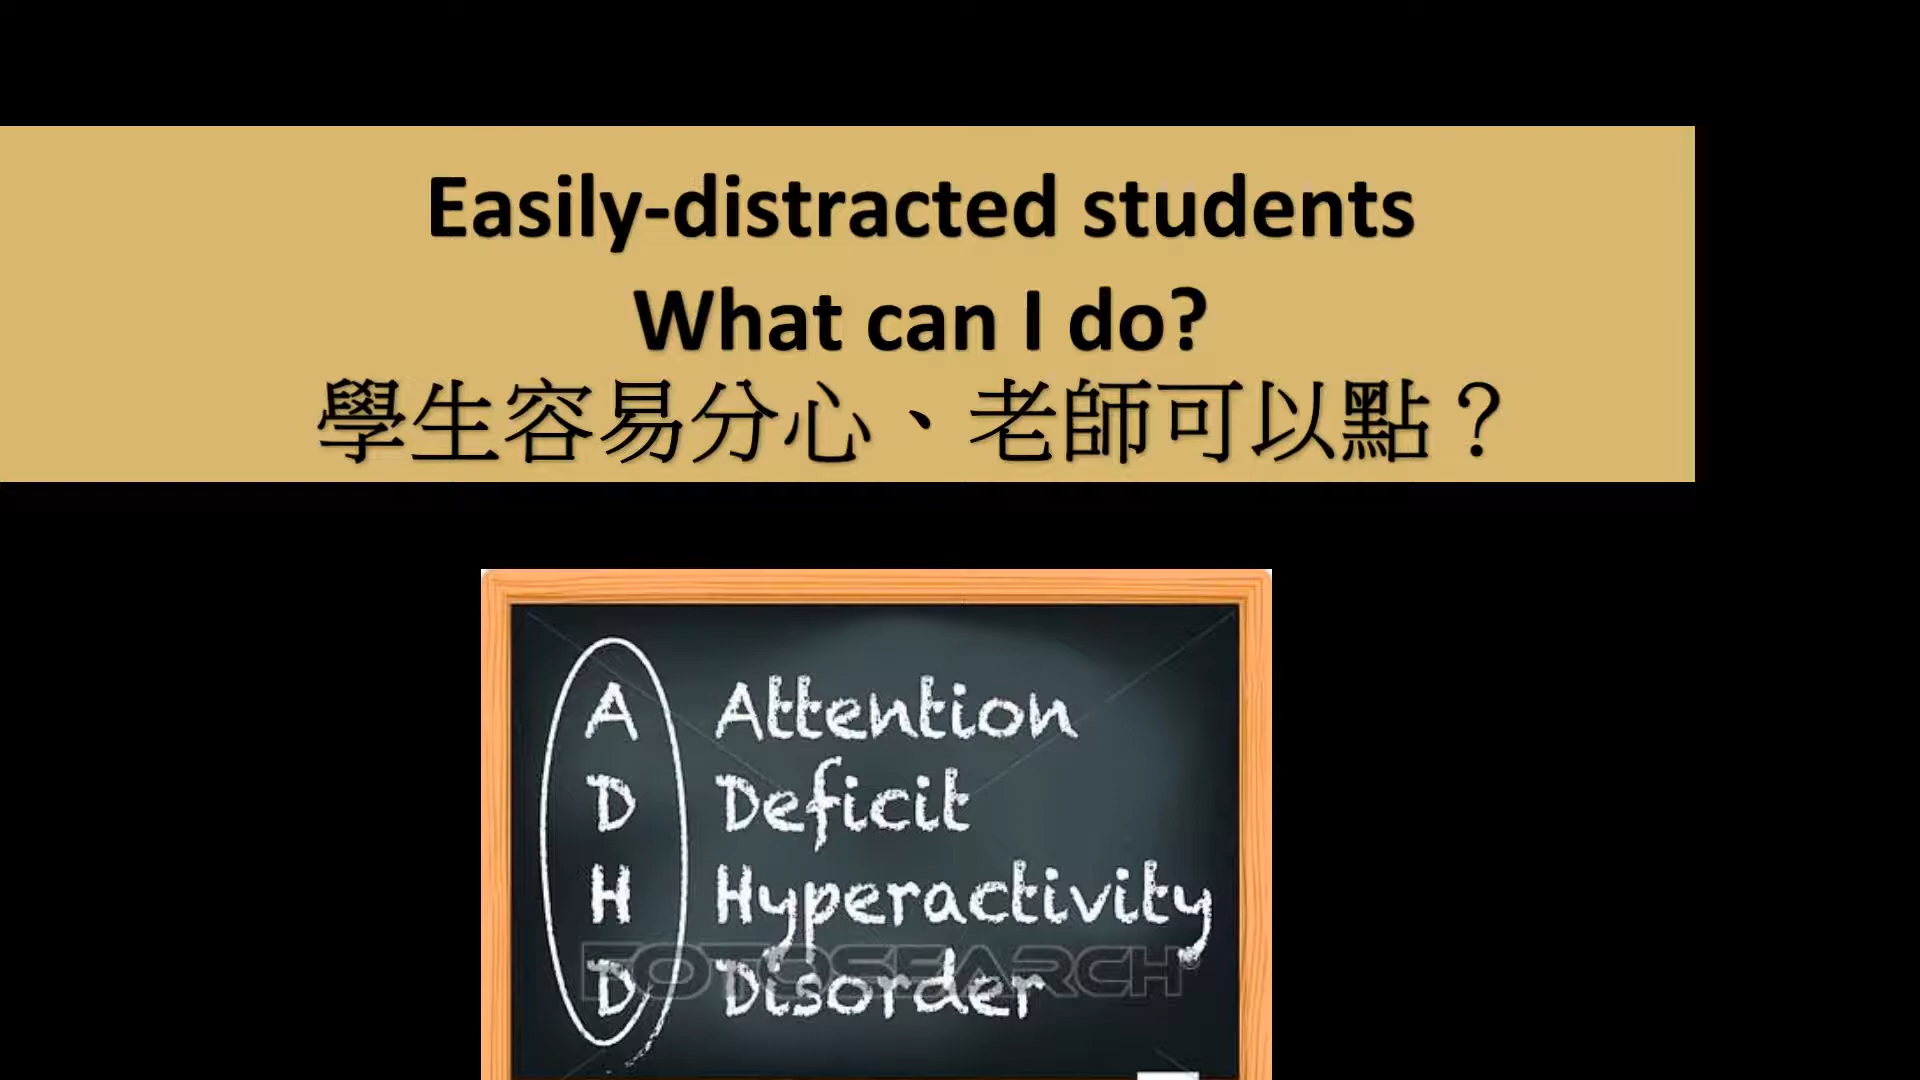 Easily-distracted students
What can I do?
學生容易分心、老師可以點？
A Attention
D Deficit
H Hyperactivity
D Disorder
FOTOSEARCH®